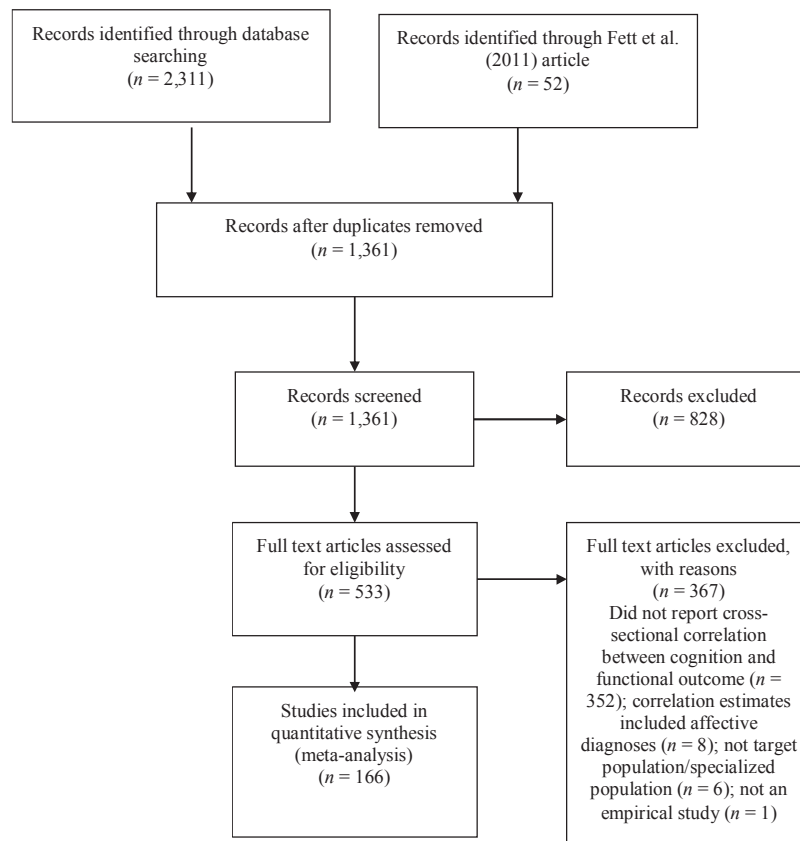 Records identified through database
searching
(n = 2,311)
Records identified through Fett et al.
(2011) article
(n = 52)
Records after duplicates removed
(n = 1,361)
Records screened
(n = 1,361)
Records excluded
(n = 828)
Full text articles assessed
for eligibility
(n = 533)
Full text articles excluded,
with reasons
(n = 367)
Did not report cross-
sectional correlation
between cognition and
functional outcome (n =
352); correlation estimates
included affective
diagnoses (n = 8); not target
population/specialized
population (n = 6); not an
empirical study (n = 1)
Studies included in
quantitative synthesis
(meta-analysis)
(n = 166)